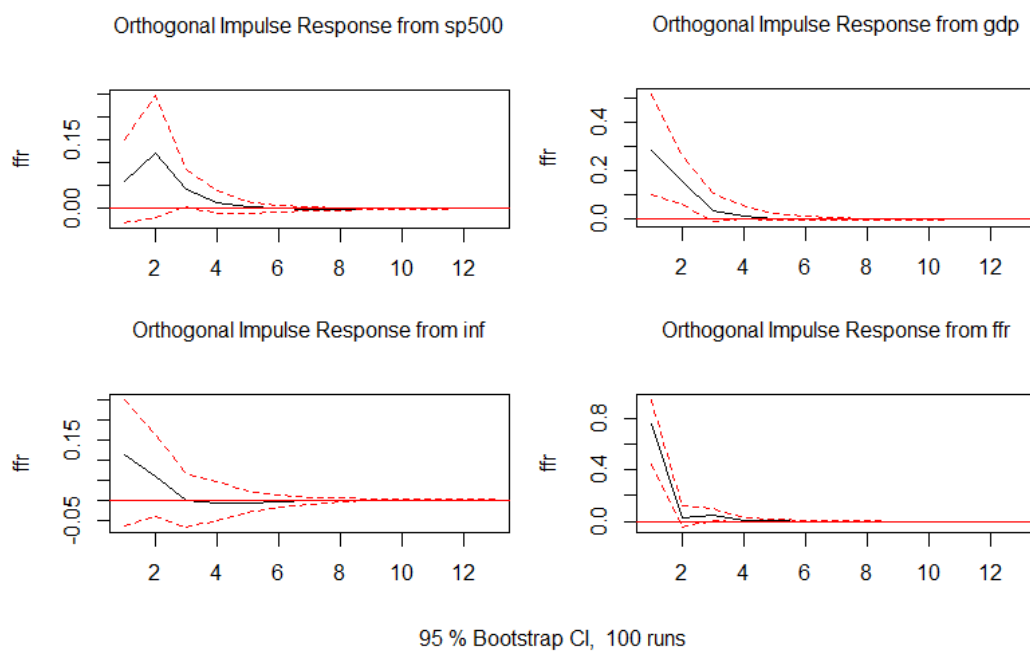 Orthogonal Impulse Response from sp500
ffr
0.15
0.00
2 4 6 8 10 12
Orthogonal Impulse Response from gdp
ffr
0.4
0.2
0.0
2 4 6 8 10 12
Orthogonal Impulse Response from inf
ffr
0.15
-0.05
2 4 6 8 10 12
Orthogonal Impulse Response from ffr
ffr
0.8
0.4
0.0
2 4 6 8 10 12
95 % Bootstrap CI, 100 runs